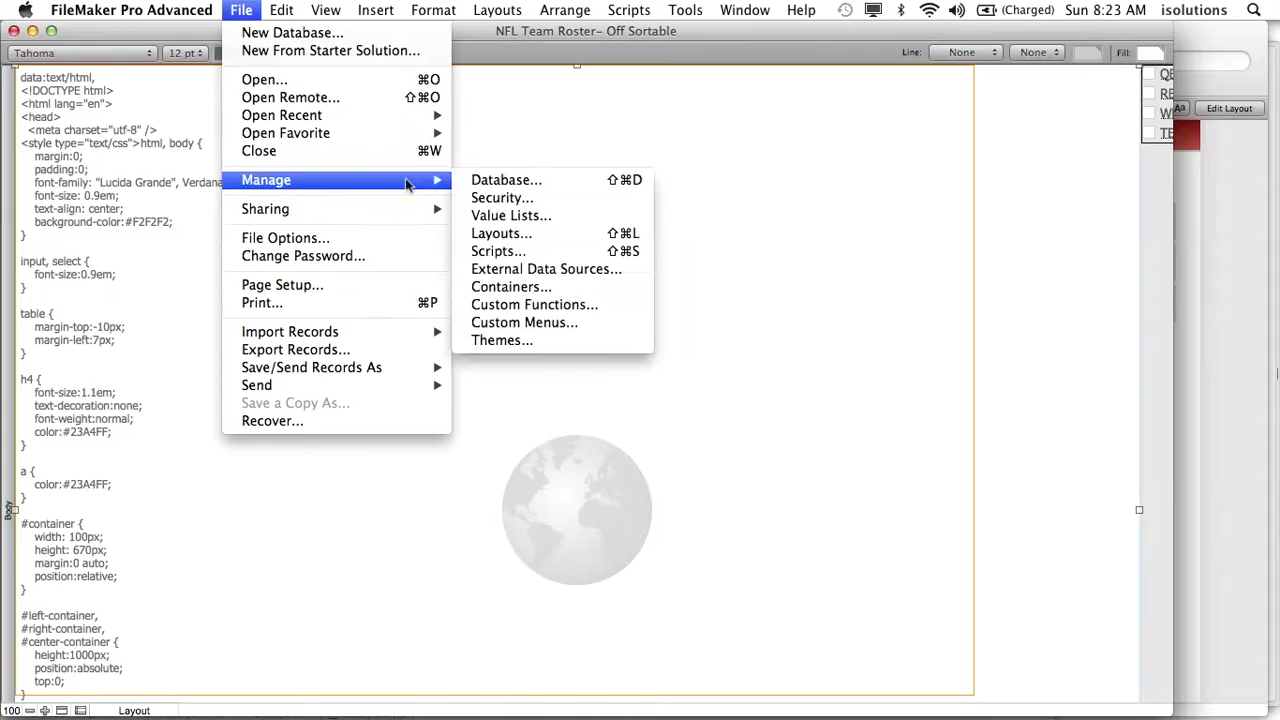 FileMaker Pro Advanced File Edit View Insert Format Layouts Arrange Scripts Tools Window Help (Charged) Sun 8:23 AM isolutions
NFL Team Roster- Off Sortable
Tahoma 12 pt Line: None None Fill:
New Database...
New From Starter Solution...
Open... ⌘O
Open Remote... ⇧⌘O
Open Recent
Open Favorite
Close ⌘W
Manage
Sharing
File Options...
Change Password...
Page Setup...
Print... ⌘P
Import Records
Export Records...
Save/Send Records As
Send
Save a Copy As...
Recover...
Database... ⇧⌘D
Security...
Value Lists...
Layouts... ⇧⌘L
Scripts... ⇧⌘S
External Data Sources...
Containers...
Custom Functions...
Custom Menus...
Themes...
data:text/html,
<!DOCTYPE html>
<html lang="en">
<head>
<meta charset="utf-8" />
<style type="text/css">html, body {
margin:0;
padding:0;
font-family: "Lucida Grande", Verdana
font-size: 0.9em;
text-align: center;
background-color:#F2F2F2;
}
input, select {
font-size:0.9em;
}
table {
margin-top:-10px;
margin-left:7px;
}
h4 {
font-size:1.1em;
text-decoration:none;
font-weight:normal;
color:#23A4FF;
}
a {
color:#23A4FF;
}
#container {
width: 100px;
height: 670px;
margin:0 auto;
position:relative;
}
#left-container,
#right-container,
#center-container {
height:1000px;
position:absolute;
top:0;
}
Body
QB
RE
WI
TE
Aa Edit Layout
100 Layout